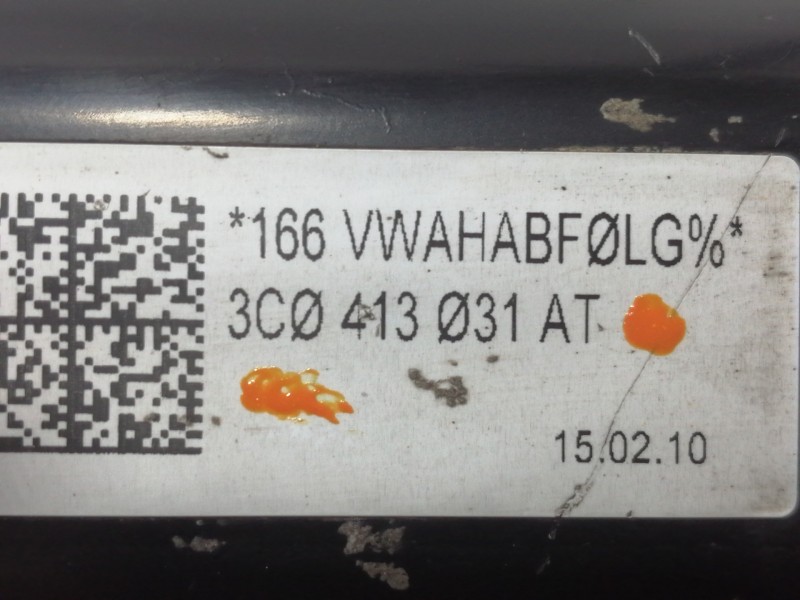 *166 VWAHABFØLG%*
3CØ 413 Ø31 AT
15.02.10